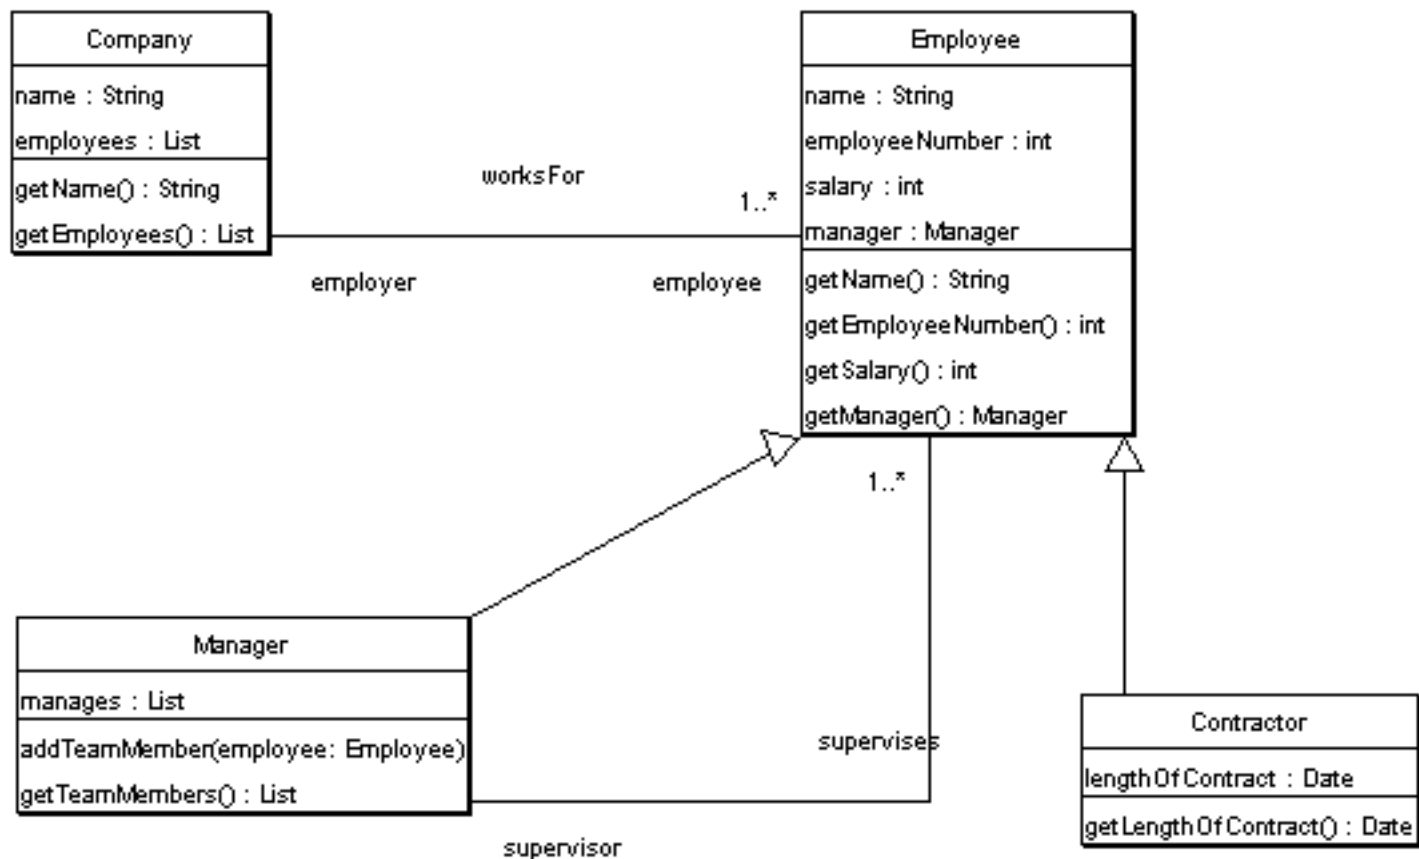 Company
name : String
employees : List
getName() : String
getEmployees() : List
worksFor
1..*
employer
employee
Employee
name : String
employeeNumber : int
salary : int
manager : Manager
getName() : String
getEmployeeNumber() : int
getSalary() : int
getManager() : Manager
1..*
Manager
manages : List
addTeamMember(employee: Employee)
getTeamMembers() : List
supervises
supervisor
Contractor
lengthOfContract : Date
getLengthOfContract() : Date